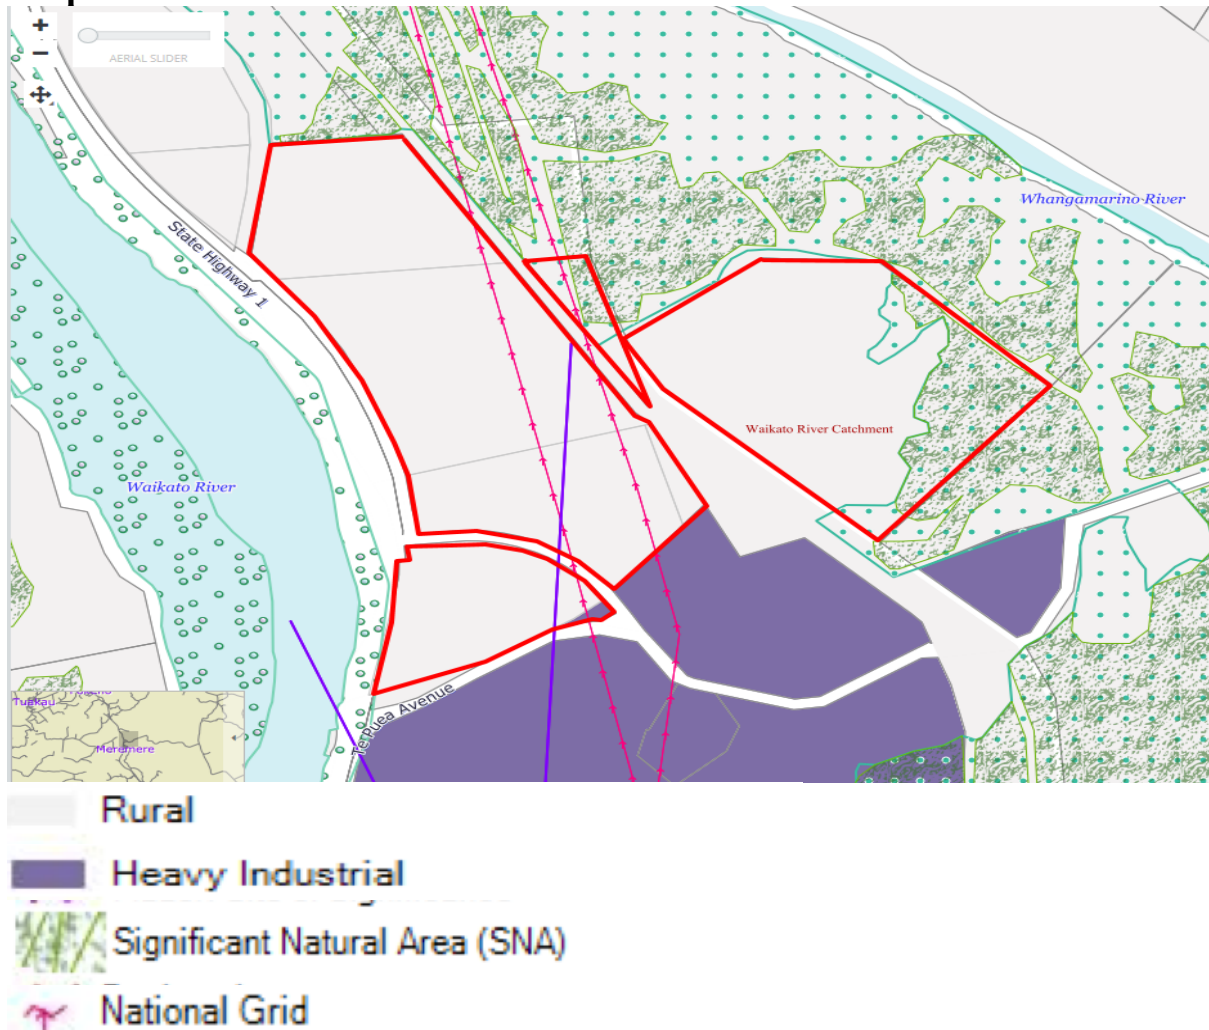 +
−
AERIAL SLIDER
Whangamarino River
State Highway 1
Waikato River Catchment
Waikato River
Te Puea Avenue
Tuakau
Meremere
Rural
Heavy Industrial
Significant Natural Area (SNA)
National Grid